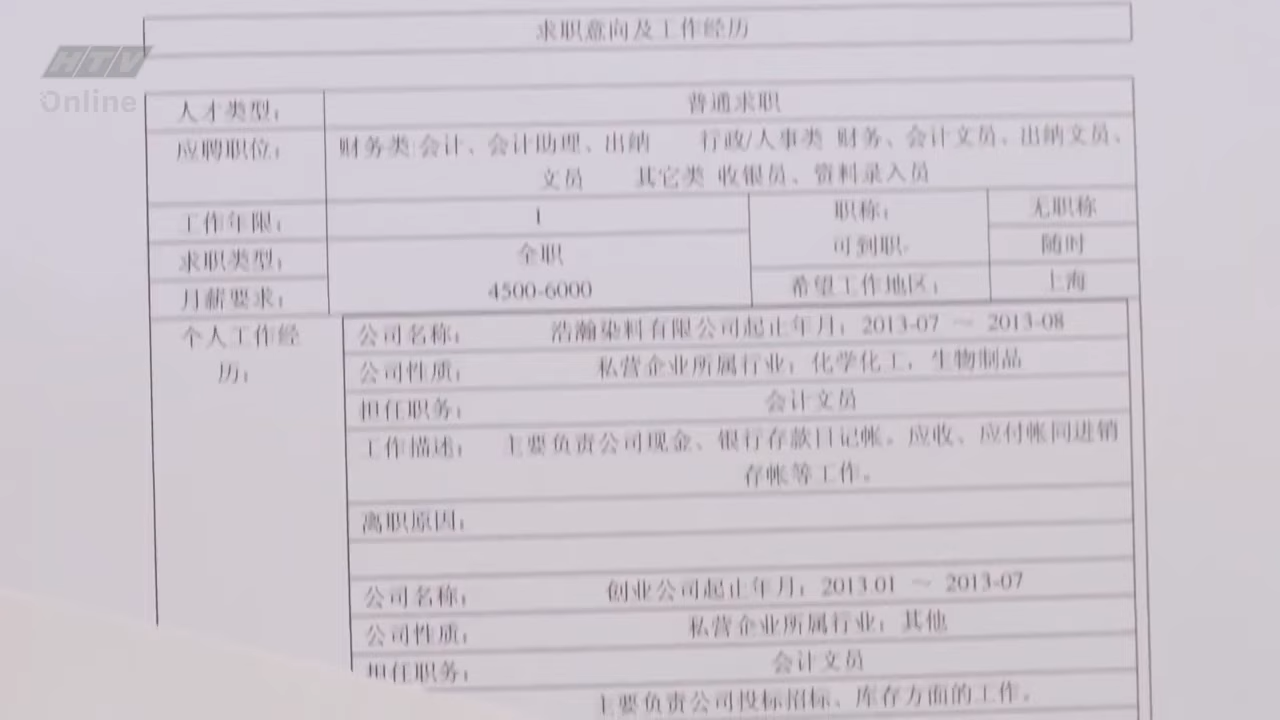 HTV
Online
求职意向及工作经历
人才类型: 普通求职
应聘职位: 财务类 会计、会计助理、出纳 行政/人事类 财务、会计文员、出纳文员、
文员 其它类 收银员、资料录入员
工作年限: 1 职称: 无职称
求职类型: 全职 可到职- 随时
月薪要求: 4500-6000 希望工作地区: 上海
个人工作经
历:
公司名称: 浩瀚染料有限公司起止年月: 2013-07 ~ 2013-08
公司性质: 私营企业所属行业: 化学化工, 生物制品
担任职务: 会计文员
工作描述: 主要负责公司现金、银行存款日记帐。应收、应付帐同进销
存帐等工作。
离职原因:
公司名称: 创业公司起止年月: 2013 01 ~ 2013-07
公司性质: 私营企业所属行业: 其他
担任职务: 会计文员
主要负责公司投标招标、库存方面的工作。